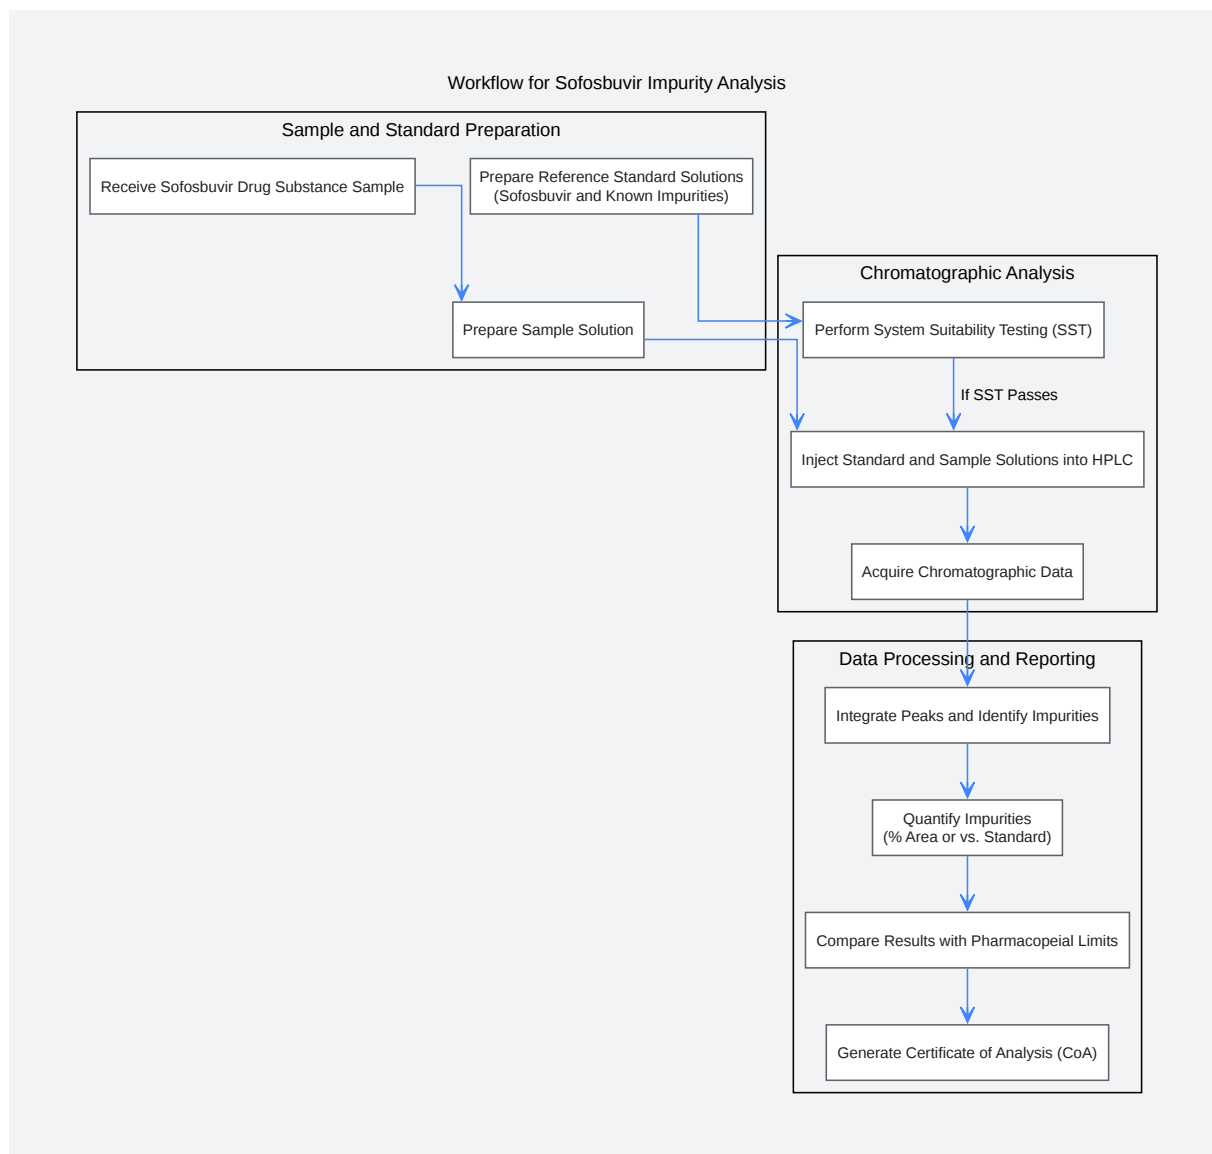 Workflow for Sofosbuvir Impurity Analysis
Sample and Standard Preparation
Receive Sofosbuvir Drug Substance Sample
Prepare Reference Standard Solutions
(Sofosbuvir and Known Impurities)
Prepare Sample Solution
Chromatographic Analysis
Perform System Suitability Testing (SST)
If SST Passes
Inject Standard and Sample Solutions into HPLC
Acquire Chromatographic Data
Data Processing and Reporting
Integrate Peaks and Identify Impurities
Quantify Impurities
(% Area or vs. Standard)
Compare Results with Pharmacopeial Limits
Generate Certificate of Analysis (CoA)